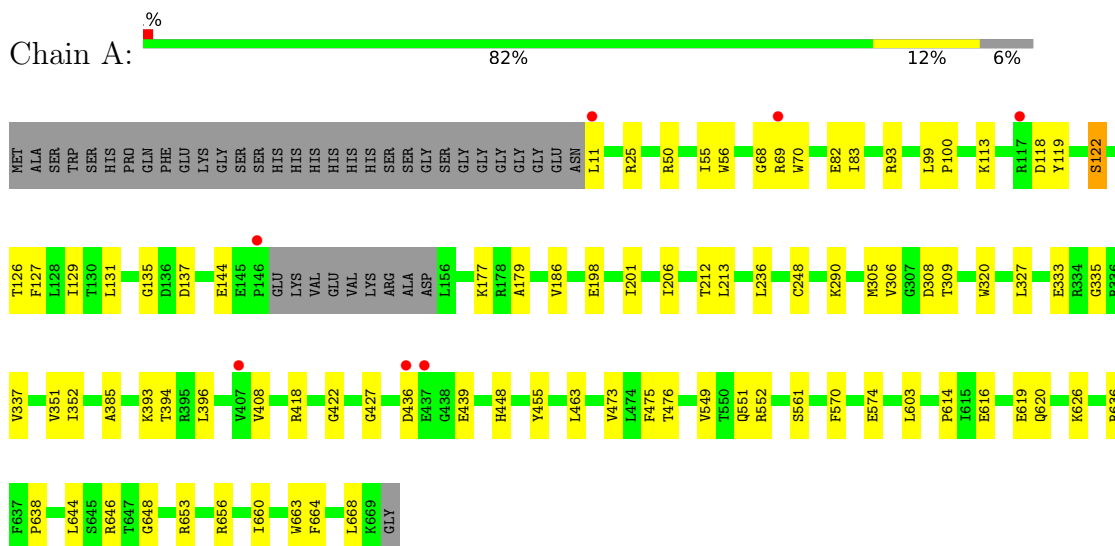 .%
Chain A:
82% 12% 6%
MET ALA SER TRP SER HIS PRO GLN PHE GLU LYS GLY SER SER HIS HIS HIS HIS HIS HIS SER SER GLY SER GLY GLY GLY GLY GLY GLU ASN L11 R25 R50 I55 W56 G68 R69 W70 E82 I83 R93 L99 P100 K113 R117 D118 Y119 S122
T126 F127 L128 I129 T130 L131 G135 D136 D137 E144 E145 P146 GLU LYS VAL GLU VAL LYS ARG ALA ASP L156 K177 R178 A179 V186 E198 I201 I206 T212 L213 L236 C248 K290 M305 V306 G307 D308 T309 W320 L327 E333 R334 G335
V337 V351 I352 A385 K393 T394 R395 L396 V407 V408 R418 G422 G427 D436 E437 G438 E439 H448 Y455 L463 V473 L474 F475 T476 V549 T550 Q551 R552 S561 F570 E574 L603 P614 I615 E616 E619 Q620 K626
F637 P638 L644 S645 R646 T647 G648 R653 R656 I660 W663 F664 L668 K669 GLY